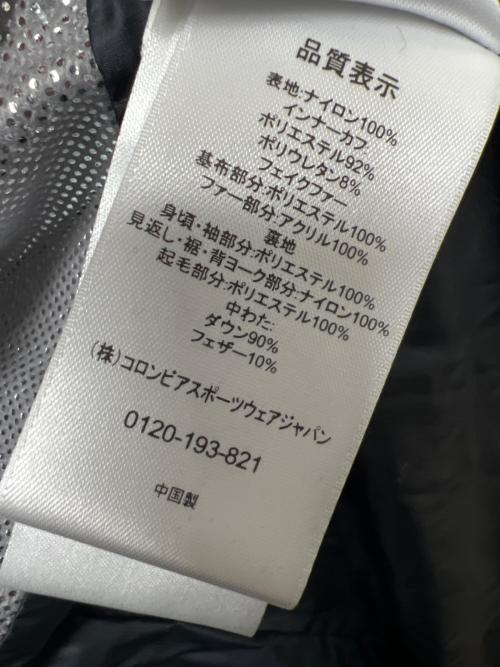 品質表示
表地:ナイロン100%
インナーカフ
ポリエステル92%
ポリウレタン8%
フェイクファー
基布部分:ポリエステル100%
ファー部分:アクリル100%
裏地
身頃・袖部分:ポリエステル100%
見返し・裾・背ヨーク部分:ナイロン100%
起毛部分:ポリエステル100%
中わた:
ダウン90%
フェザー10%
(株)コロンビアスポーツウェアジャパン
0120-193-821
中国製